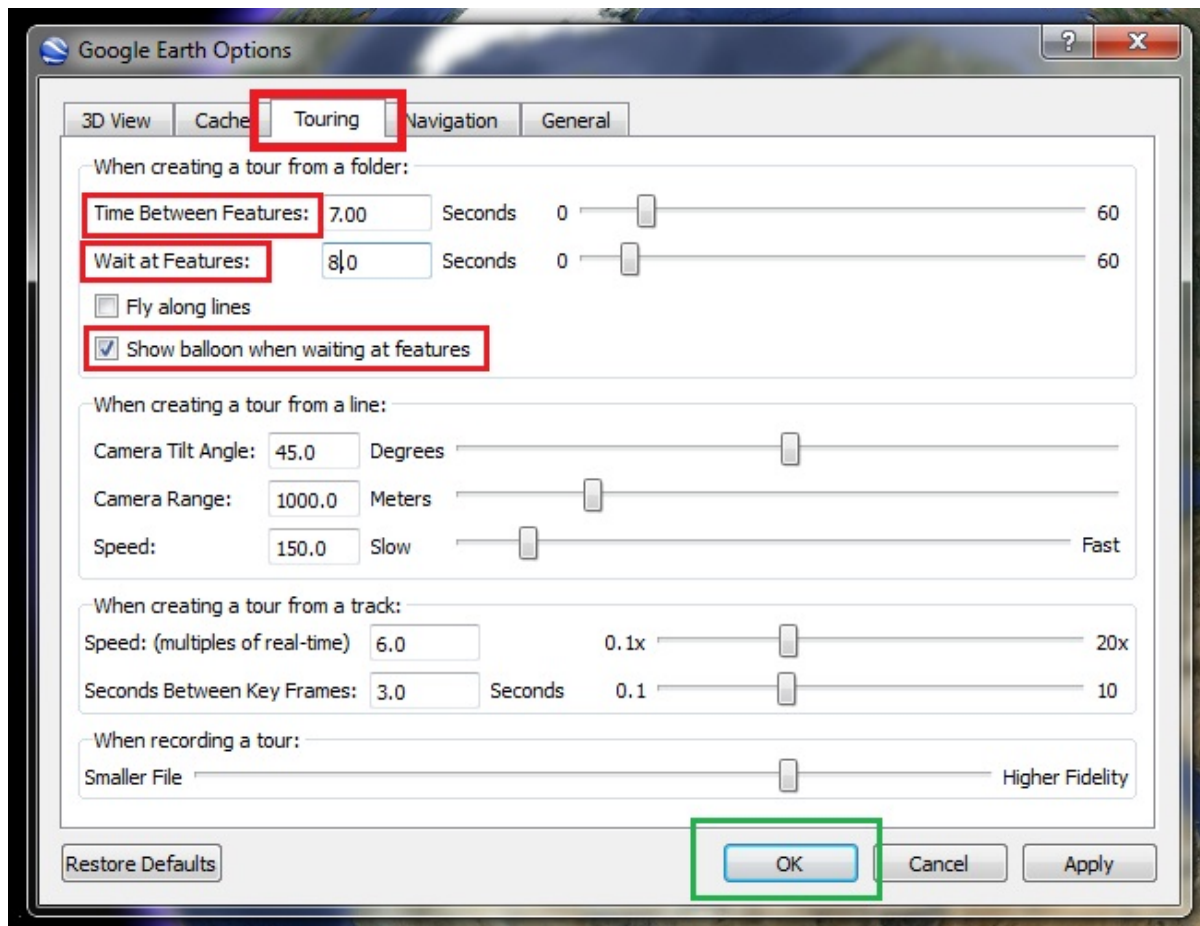 Google Earth Options
3D View Cache Touring Navigation General
When creating a tour from a folder:
Time Between Features: 7.00 Seconds 0 60
Wait at Features: 8.0 Seconds 0 60
Fly along lines
Show balloon when waiting at features
When creating a tour from a line:
Camera Tilt Angle: 45.0 Degrees
Camera Range: 1000.0 Meters
Speed: 150.0 Slow Fast
When creating a tour from a track:
Speed: (multiples of real-time) 6.0 0.1x 20x
Seconds Between Key Frames: 3.0 Seconds 0.1 10
When recording a tour:
Smaller File Higher Fidelity
Restore Defaults OK Cancel Apply